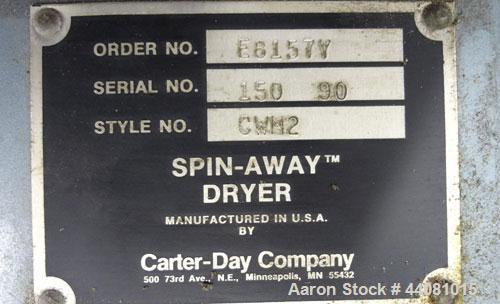 ORDER NO. E6157Y
SERIAL NO. 150 90
STYLE NO. CWH2
SPIN-AWAY™
DRYER
MANUFACTURED IN U.S.A.
BY
Carter-Day Company
500 73rd Ave., N.E., Minneapolis, MN 55432
Aaron Stock # 44081015